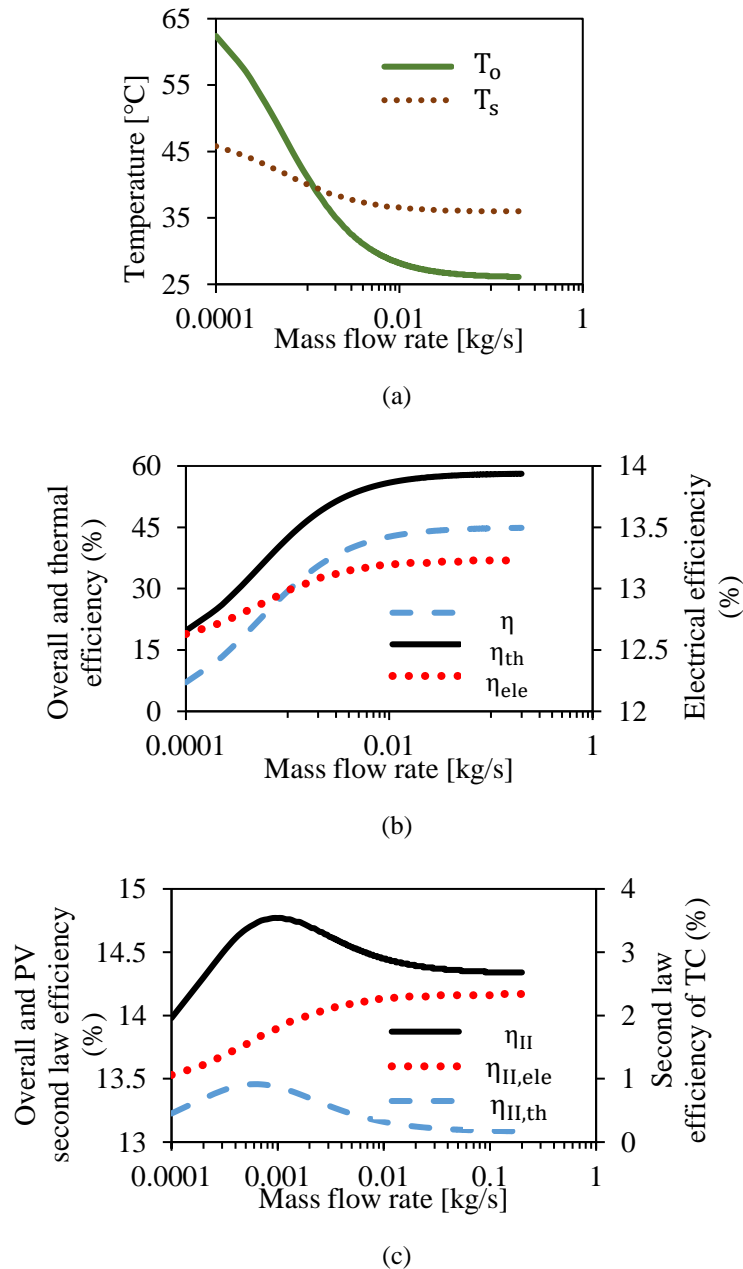 65
55
45
35
25
Temperature [°C]
T_o
T_s
0.0001
0.01
1
Mass flow rate [kg/s]
(a)
60
45
30
15
0
Overall and thermal
efficiency (%)
14
13.5
13
12.5
12
Electrical efficienciy
(%)
η
η_th
η_ele
0.0001
0.01
1
Mass flow rate [kg/s]
(b)
15
14.5
14
13.5
13
Overall and PV
second law efficiency
(%)
4
3
2
1
0
Second law
efficiency of TC (%)
η_II
η_II,ele
η_II,th
0.0001
0.001
0.01
0.1
1
Mass flow rate [kg/s]
(c)